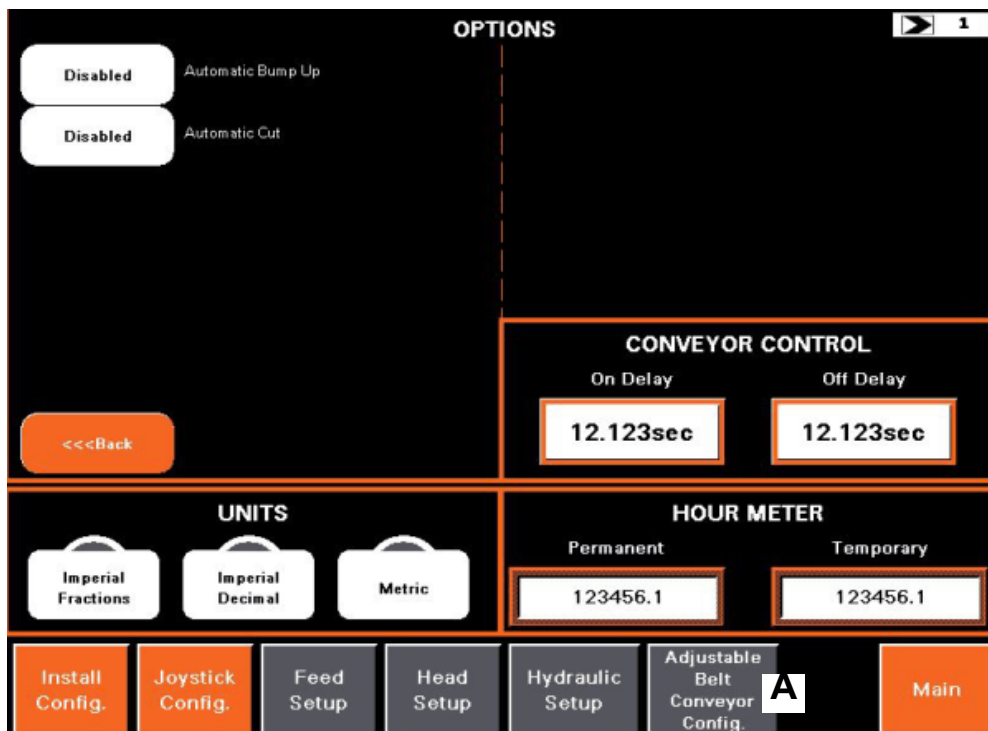 OPTIONS
1
Disabled
Automatic Bump Up
Disabled
Automatic Cut
<<<Back
CONVEYOR CONTROL
On Delay
Off Delay
12.123sec
12.123sec
UNITS
Imperial
Fractions
Imperial
Decimal
Metric
HOUR METER
Permanent
Temporary
123456.1
123456.1
Install
Config.
Joystick
Config.
Feed
Setup
Head
Setup
Hydraulic
Setup
Adjustable
Belt
Conveyor
Config.
A
Main